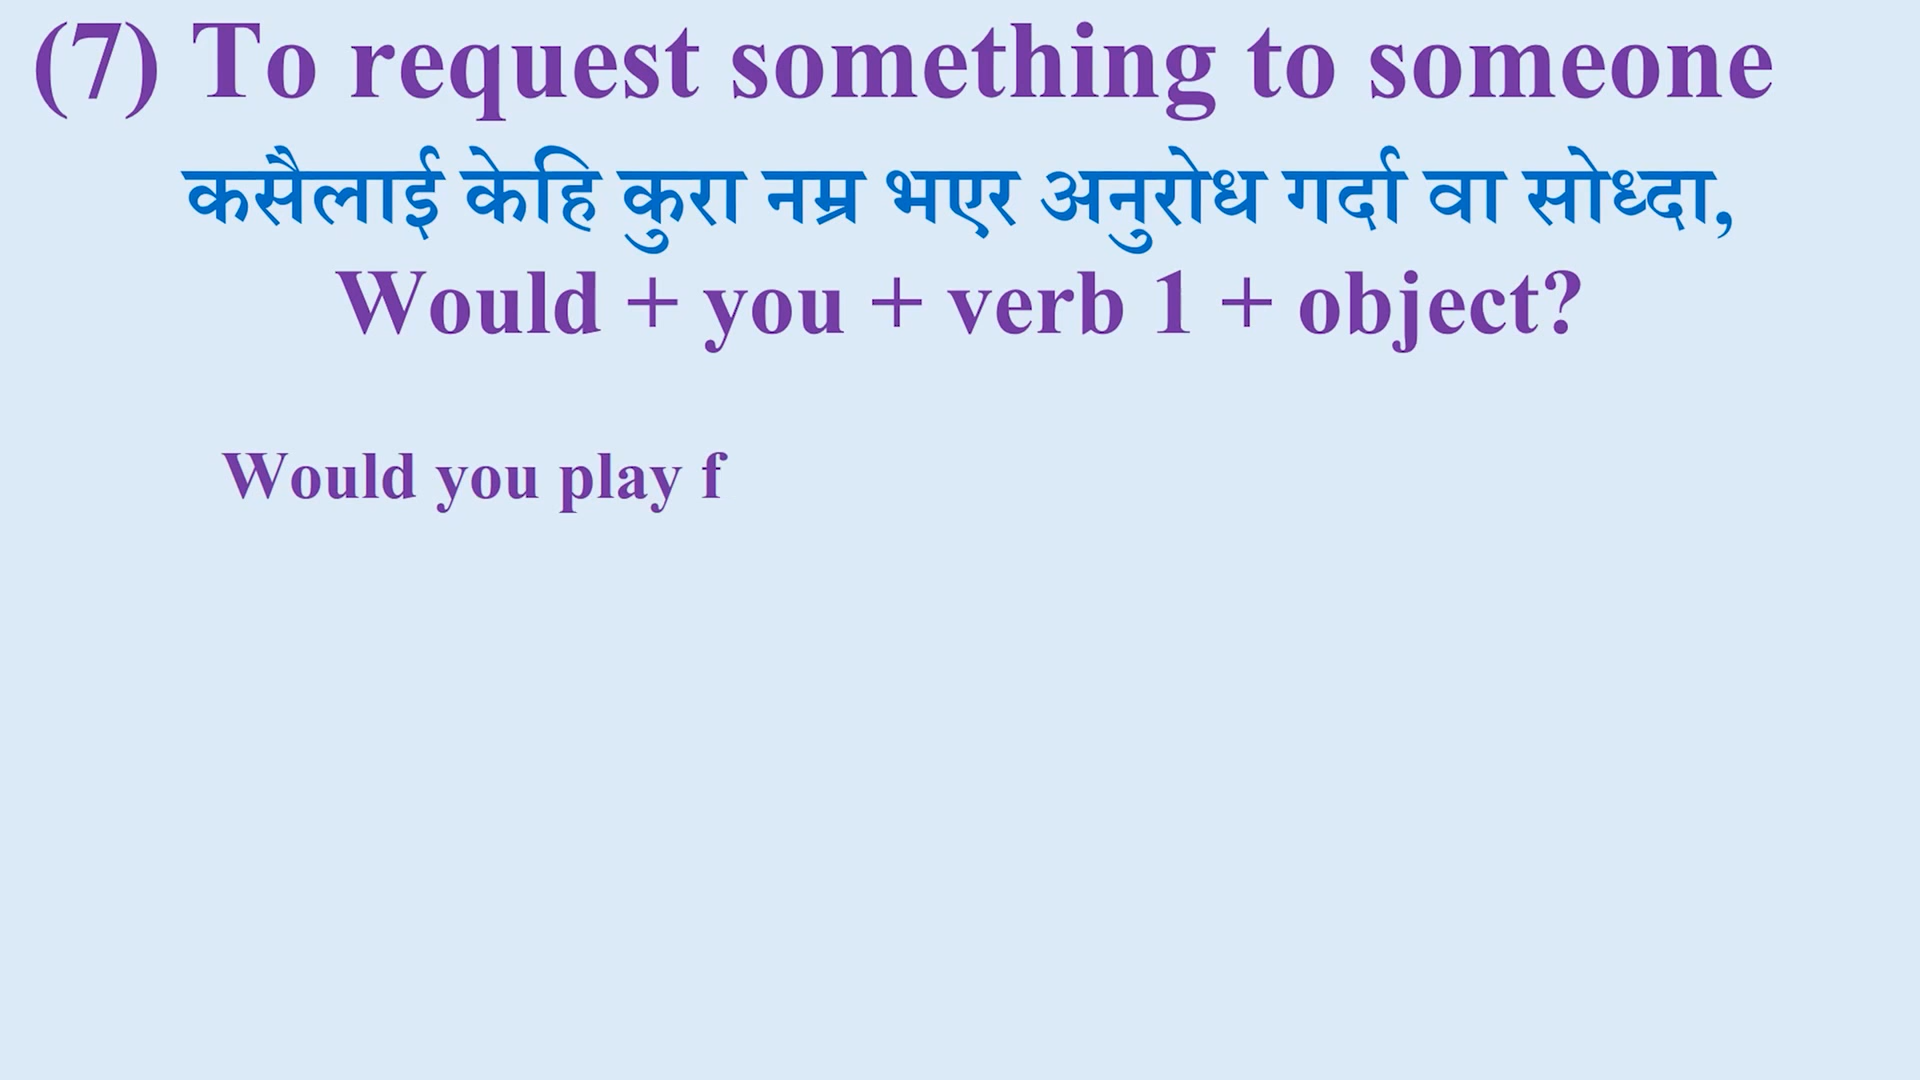 (7) To request something to someone
कसैलाई केहि कुरा नम्र भएर अनुरोध गर्दा वा सोध्दा,
Would + you + verb 1 + object?
Would you play f